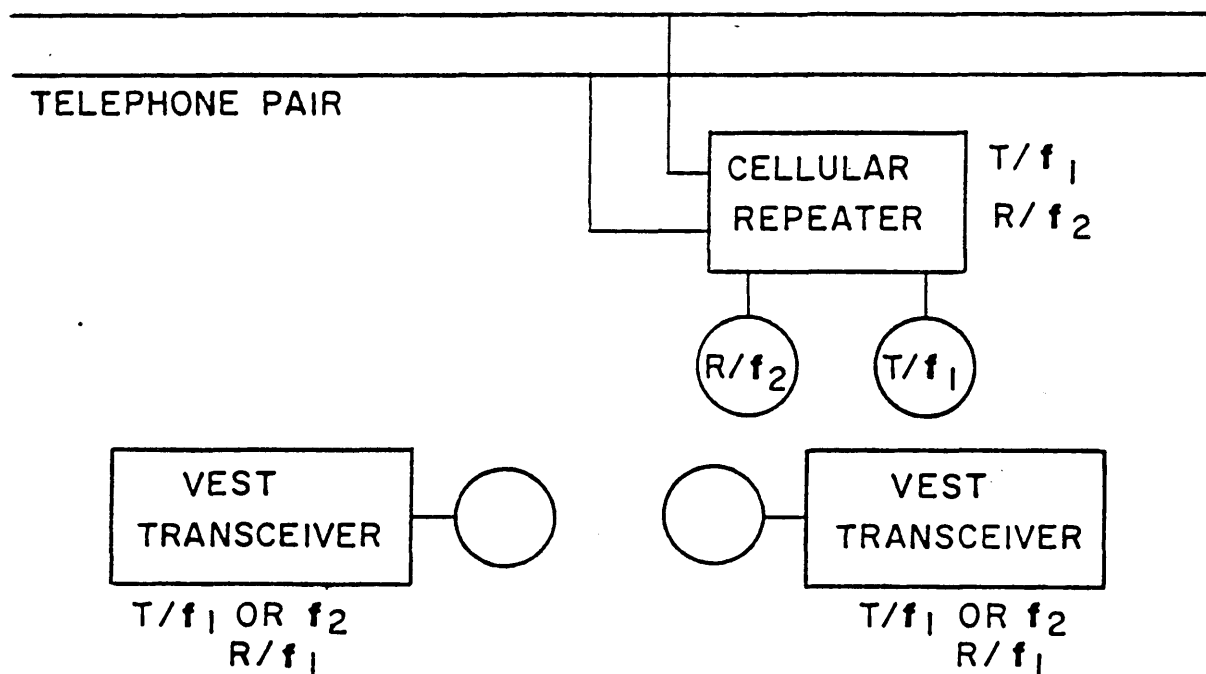 TELEPHONE PAIR
CELLULAR
REPEATER
T/f₁
R/f₂
R/f₂
T/f₁
VEST
TRANSCEIVER
T/f₁ OR f₂
R/f₁
VEST
TRANSCEIVER
T/f₁ OR f₂
R/f₁